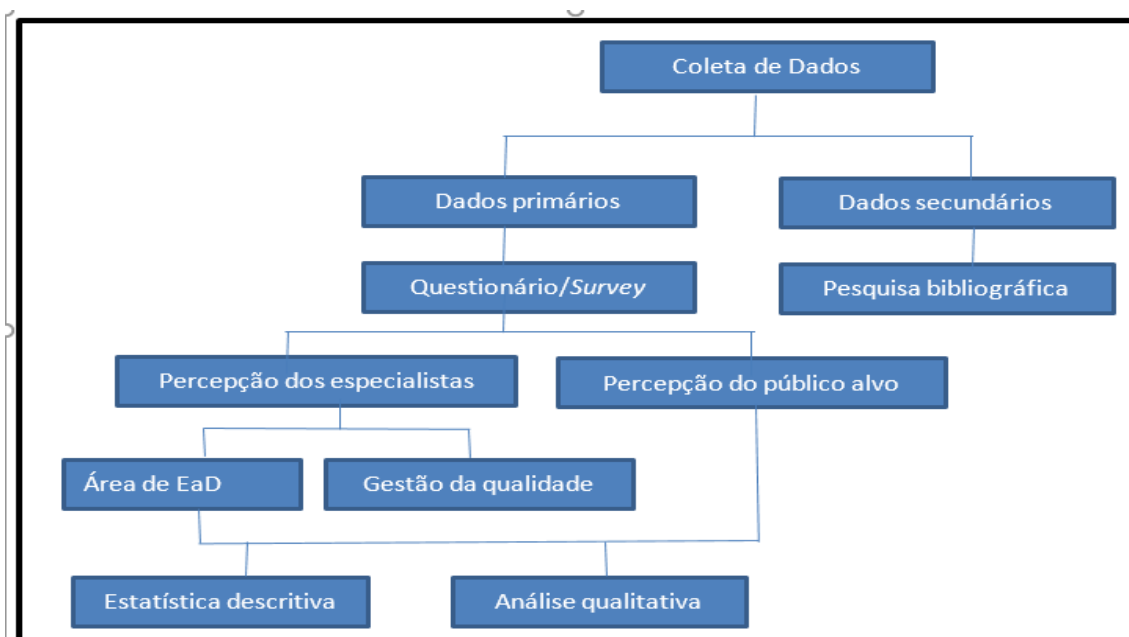 Coleta de Dados
Dados primários
Dados secundários
Questionário/Survey
Pesquisa bibliográfica
Percepção dos especialistas
Percepção do público alvo
Área de EaD
Gestão da qualidade
Estatística descritiva
Análise qualitativa